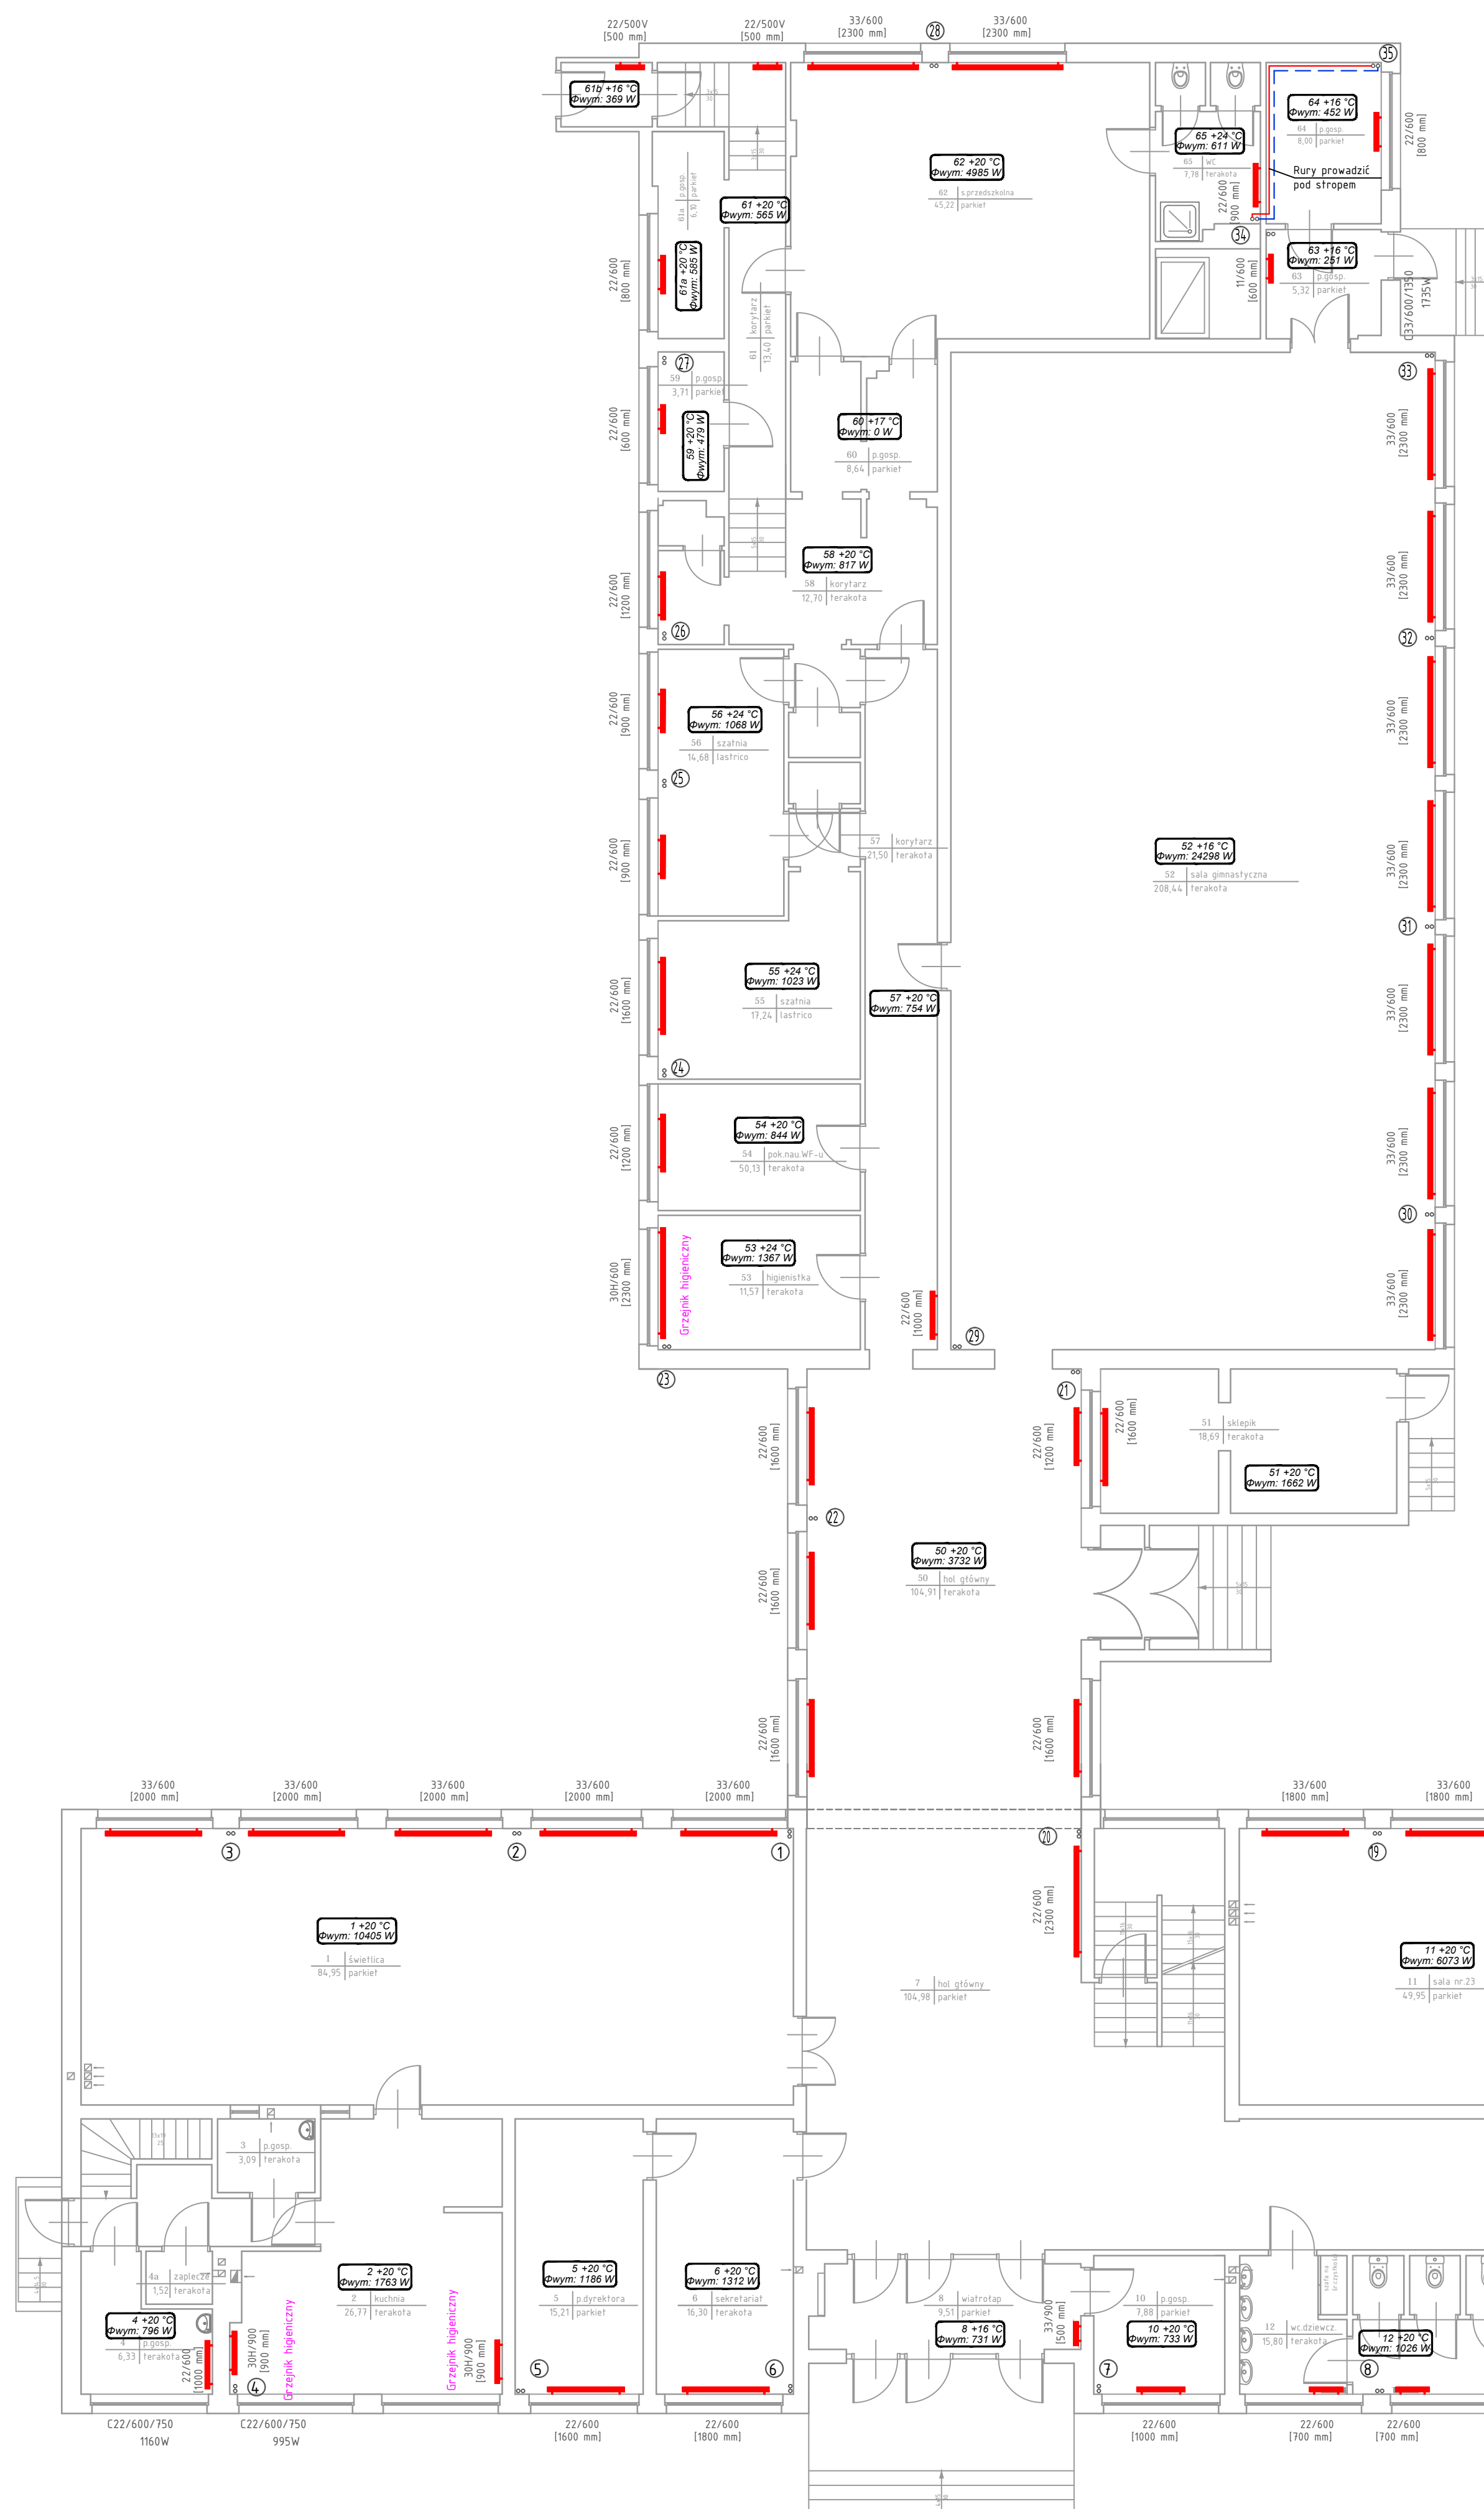 22/500V
[500 mm]
22/500V
[500 mm]
33/600
[2300 mm]
28
33/600
[2300 mm]
35
61b +16 °C
Φwym: 369 W
64 +16 °C
Φwym: 452 W
64 p.gosp.
8,00 parkiet
22/600
[800 mm]
65 +24 °C
Φwym: 611 W
65 WC
7,78 terakota
62 +20 °C
Φwym: 4985 W
62 s.przedszkolna
45,22 parkiet
Rury prowadzić
pod stropem
22/600
[900 mm]
34
61a p.gosp.
6,10 parkiet
61 +20 °C
Φwym: 565 W
61a +20 °C
Φwym: 585 W
22/600
[800 mm]
63 +16 °C
Φwym: 251 W
63 p.gosp.
5,32 parkiet
11/600
[600 mm]
C33/600/1350
1735W
61 korytarz
13,40 parkiet
27
59 p.gosp.
3,71 parkiet
33
22/600
[600 mm]
59 +20 °C
Φwym: 479 W
60 +17 °C
Φwym: 0 W
60 p.gosp.
8,64 parkiet
33/600
[2300 mm]
58 +20 °C
Φwym: 817 W
58 korytarz
12,70 terakota
22/600
[1200 mm]
33/600
[2300 mm]
26
32
56 +24 °C
Φwym: 1068 W
56 szatnia
14,68 lastrico
22/600
[900 mm]
33/600
[2300 mm]
25
57 korytarz
21,50 terakota
22/600
[900 mm]
52 +16 °C
Φwym: 24298 W
52 sala gimnastyczna
208,44 terakota
33/600
[2300 mm]
31
55 +24 °C
Φwym: 1023 W
55 szatnia
17,24 lastrico
57 +20 °C
Φwym: 754 W
22/600
[1600 mm]
33/600
[2300 mm]
24
54 +20 °C
Φwym: 844 W
54 pok.nau.WF-u
50,13 terakota
22/600
[1200 mm]
33/600
[2300 mm]
30
53 +24 °C
Φwym: 1367 W
53 higienistka
11,57 terakota
30H/600
[2300 mm]
Grzejnik higieniczny
22/600
[1000 mm]
33/600
[2300 mm]
29
23
21
22/600
[1600 mm]
22/600
[1200 mm]
22/600
[1600 mm]
51 sklepik
18,69 terakota
51 +20 °C
Φwym: 1662 W
22
50 +20 °C
Φwym: 3732 W
50 hol główny
104,91 terakota
22/600
[1600 mm]
22/600
[1600 mm]
22/600
[1600 mm]
33/600
[2000 mm]
33/600
[2000 mm]
33/600
[2000 mm]
33/600
[2000 mm]
33/600
[2000 mm]
33/600
[1800 mm]
33/600
[1800 mm]
3
2
1
20
19
22/600
[2300 mm]
1 +20 °C
Φwym: 10405 W
1 świetlica
84,95 parkiet
7 hol główny
104,98 parkiet
11 +20 °C
Φwym: 6073 W
11 sala nr.23
49,95 parkiet
3 p.gosp.
3,09 terakota
4a zaplecze
1,52 terakota
2 +20 °C
Φwym: 1763 W
2 kuchnia
26,77 terakota
5 +20 °C
Φwym: 1186 W
5 p.dyrektora
15,21 parkiet
6 +20 °C
Φwym: 1312 W
6 sekretariat
16,30 terakota
8 wiatrołap
9,51 parkiet
8 +16 °C
Φwym: 731 W
33/900
[500 mm]
10 p.gosp.
7,88 parkiet
10 +20 °C
Φwym: 733 W
12 wc.dziewcz.
15,80 terakota
12 +20 °C
Φwym: 1026 W
4 +20 °C
Φwym: 796 W
4 p.gosp.
6,33 terakota
22/600
[1000 mm]
30H/900
[900 mm]
Grzejnik higieniczny
Grzejnik higieniczny
30H/900
[900 mm]
4
5
6
7
8
C22/600/750
1160W
C22/600/750
995W
22/600
[1600 mm]
22/600
[1800 mm]
22/600
[1000 mm]
22/600
[700 mm]
22/600
[700 mm]